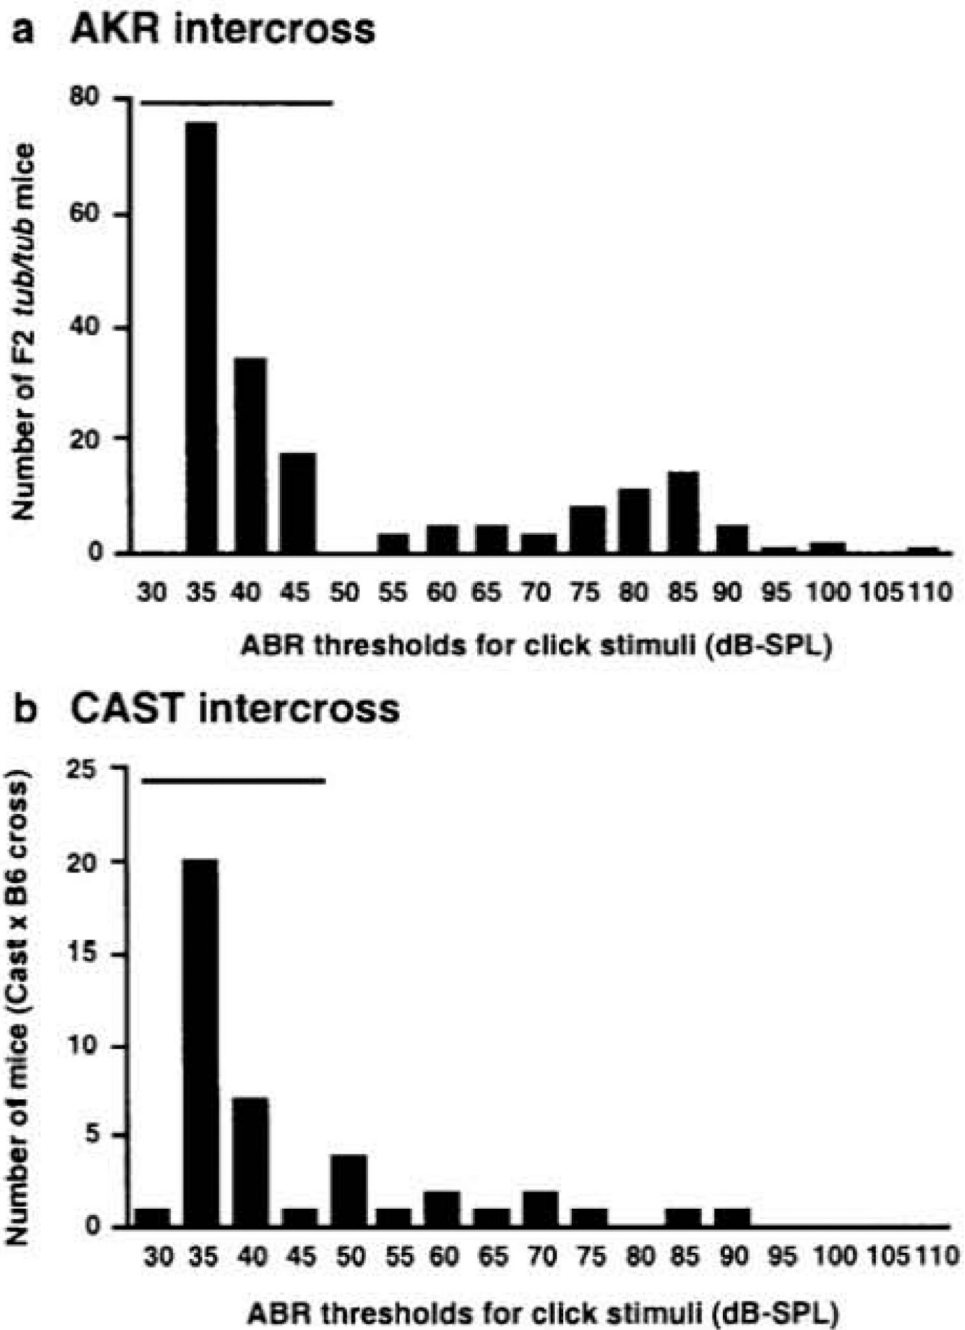 a AKR intercross
80
60
40
20
0
Number of F2 tub/tub mice
30 35 40 45 50 55 60 65 70 75 80 85 90 95 100 105 110
ABR thresholds for click stimuli (dB-SPL)
b CAST intercross
25
20
15
10
5
0
Number of mice (Cast x B6 cross)
30 35 40 45 50 55 60 65 70 75 80 85 90 95 100 105 110
ABR thresholds for click stimuli (dB-SPL)